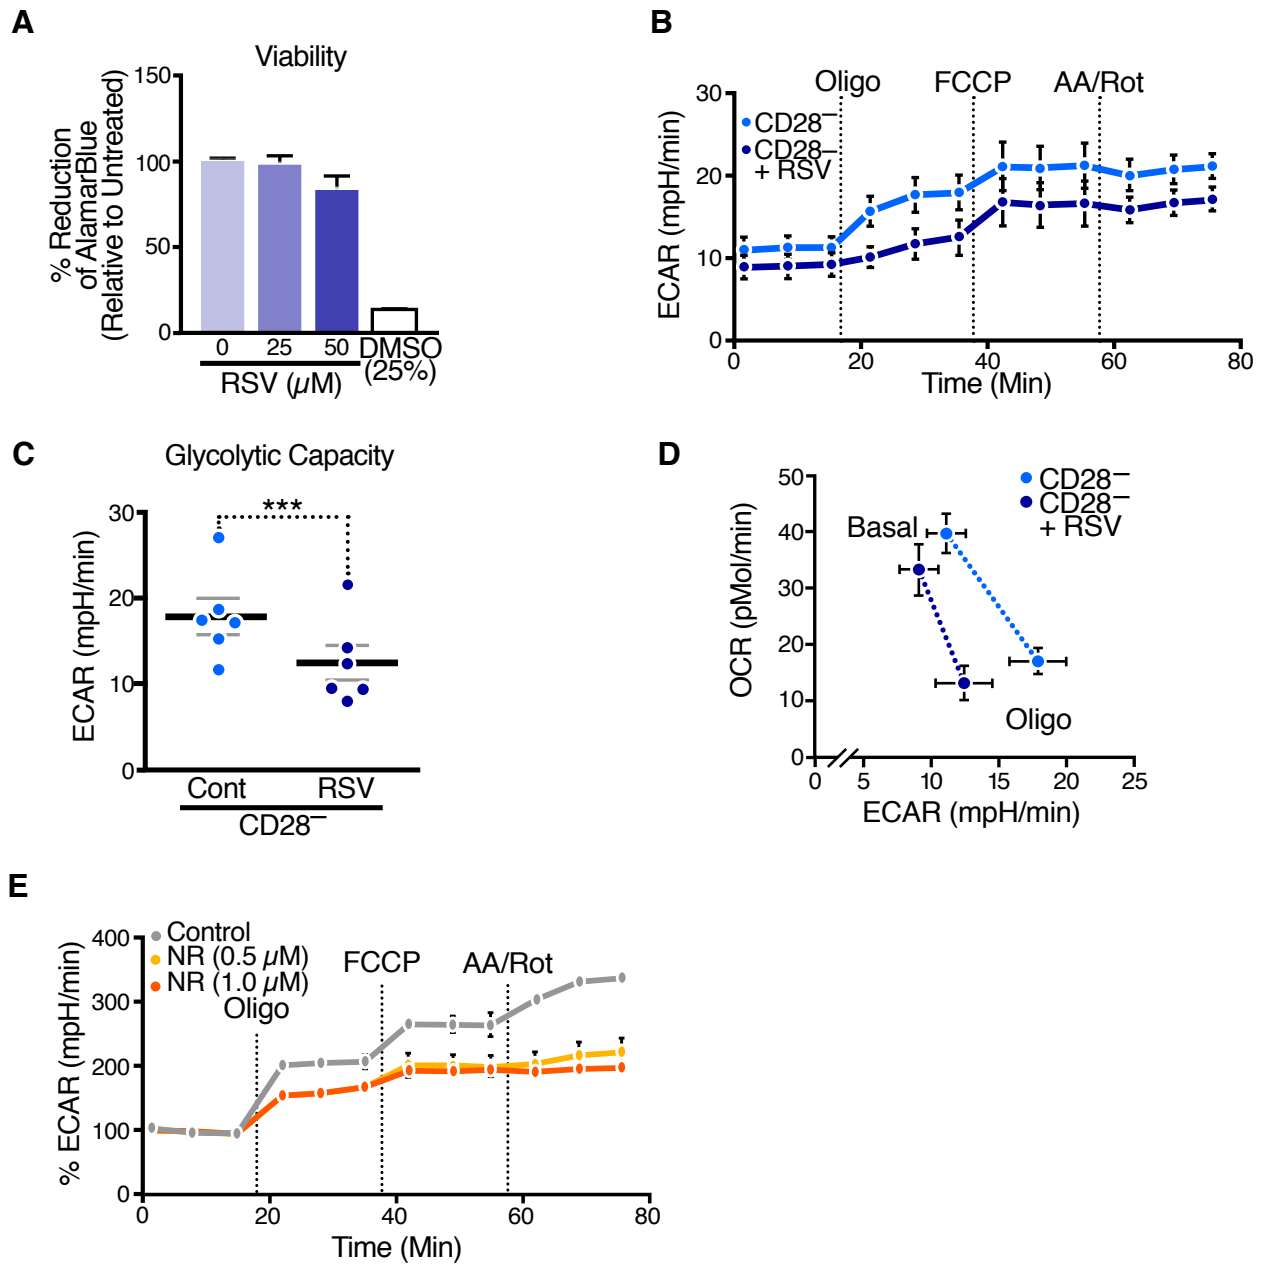 A
Viability
% Reduction
of AlamarBlue
(Relative to Untreated)
150
100
50
0
0 25 50 DMSO
(25%)
RSV (µM)
B
Oligo FCCP AA/Rot
CD28–
CD28–
+ RSV
ECAR (mpH/min)
30
20
10
0
0 20 40 60 80
Time (Min)
C
Glycolytic Capacity
***
ECAR (mpH/min)
30
20
10
0
Cont RSV
CD28–
D
CD28–
CD28–
+ RSV
Basal
Oligo
OCR (pMol/min)
50
40
30
20
10
0
0 5 10 15 20 25
ECAR (mpH/min)
E
Control
NR (0.5 µM)
NR (1.0 µM)
Oligo
FCCP AA/Rot
% ECAR (mpH/min)
400
300
200
100
0
0 20 40 60 80
Time (Min)